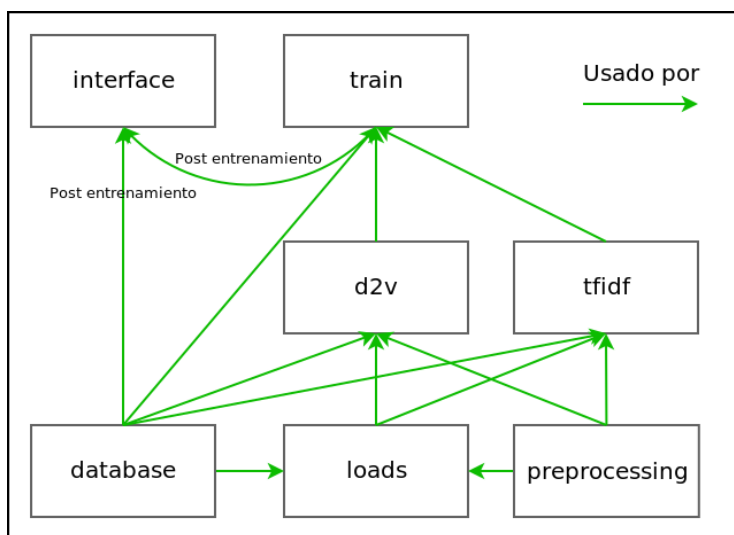 interface
train
Usado por
Post entrenamiento
Post entrenamiento
d2v
tfidf
database
loads
preprocessing